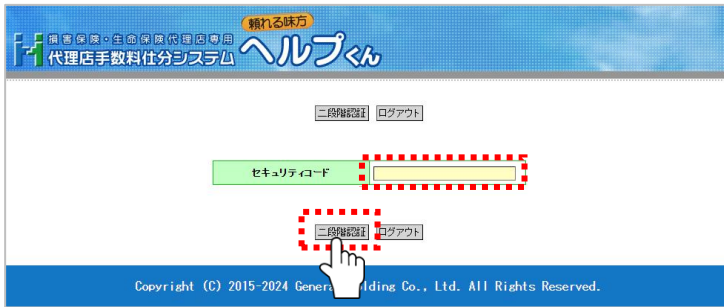 頼れる味方
損害保険・生命保険代理店専用
代理店手数料仕分システム
ヘルプくん
二段階認証 ログアウト
セキュリティコード
二段階認証 ログアウト
Copyright (C) 2015-2024 General lding Co., Ltd. All Rights Reserved.